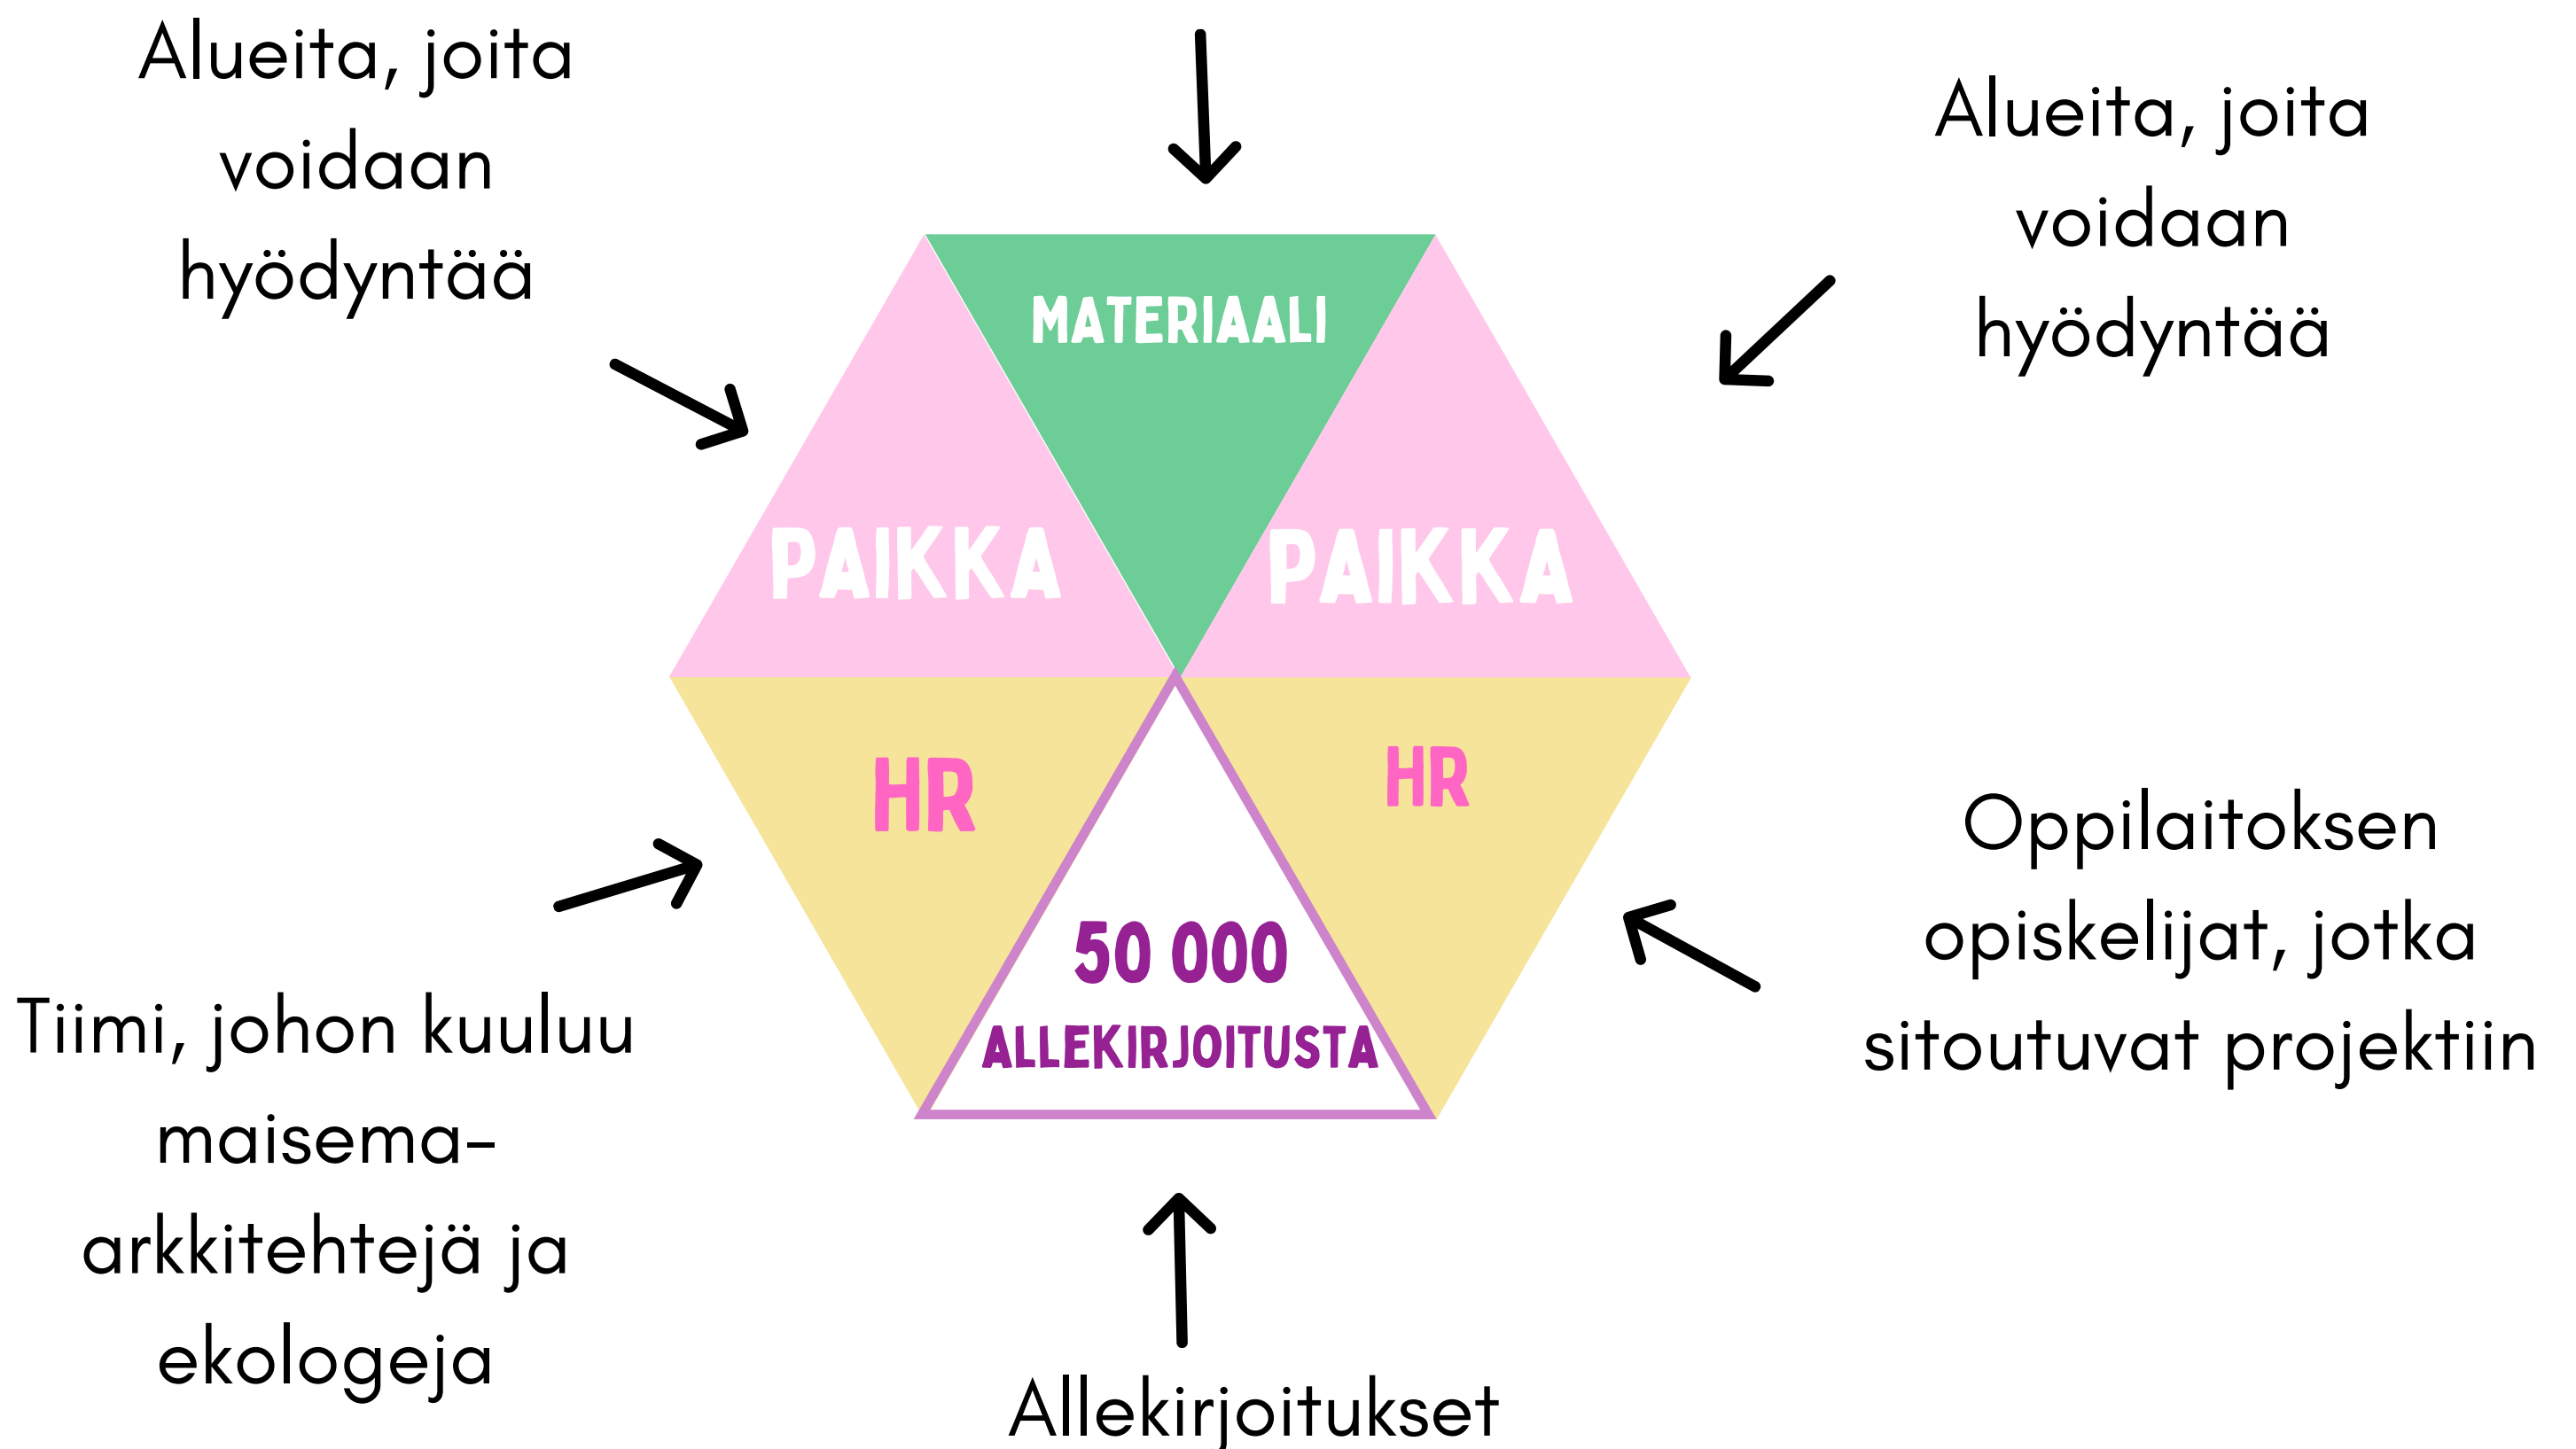 Alueita, joita
voidaan
hyödyntää
Alueita, joita
voidaan
hyödyntää
MATERIAALI
PAIKKA
PAIKKA
HR
HR
50 000
ALLEKIRJOITUSTA
Oppilaitoksen
opiskelijat, jotka
sitoutuvat projektiin
Tiimi, johon kuuluu
maisema-
arkkitehtejä ja
ekologeja
Allekirjoitukset